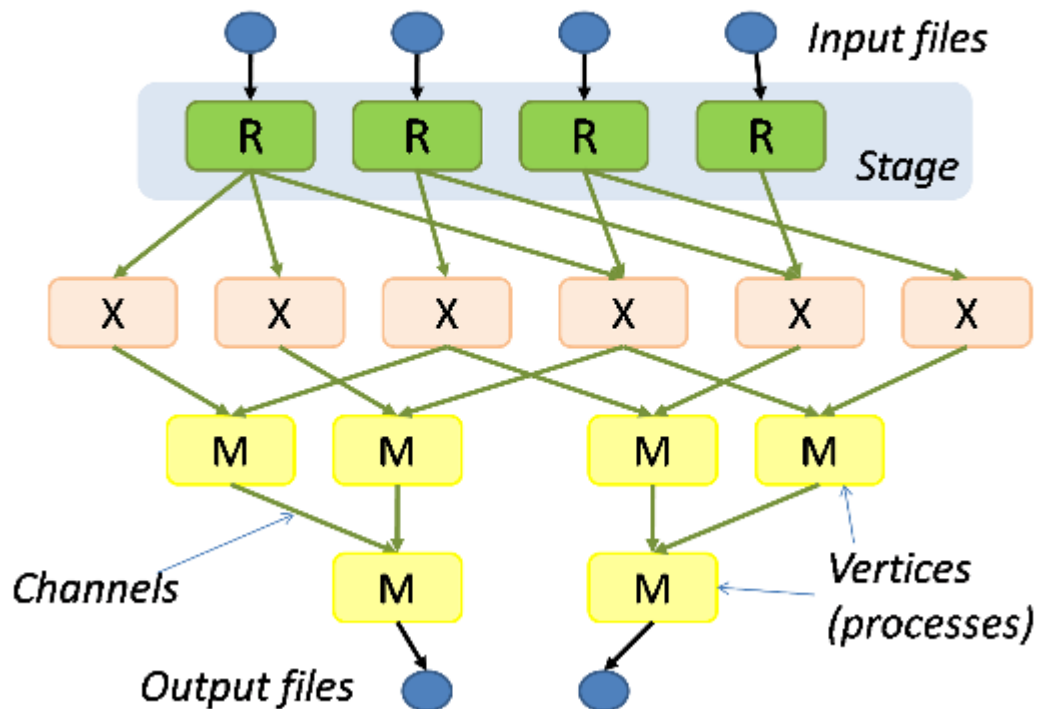 Input files
R R R R
Stage
X X X X X X
M M M M
Channels
M M
Vertices
(processes)
Output files